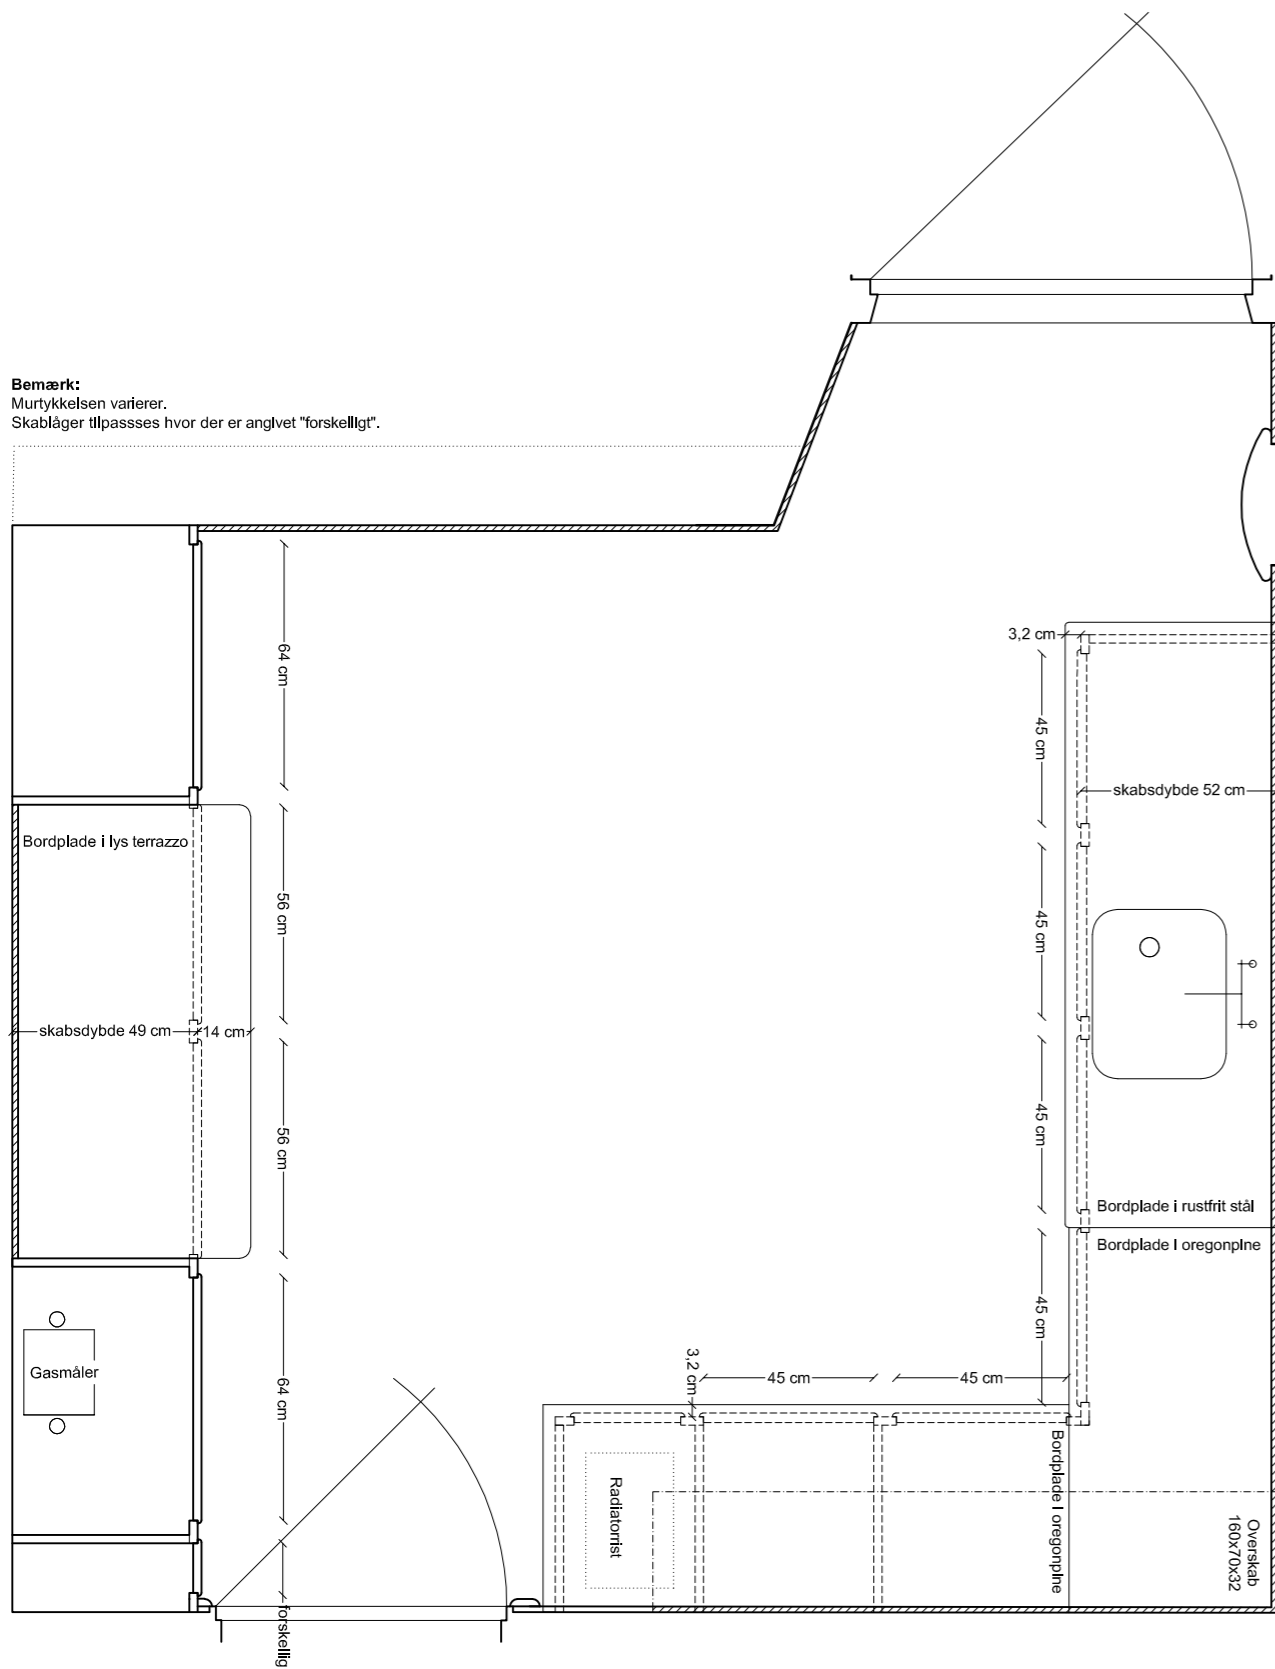 Bemærk:
Murtykkelsen varierer.
Skablåger tilpassses hvor der er angivet "forskelligt".
64 cm
3,2 cm
45 cm
skabsdybde 52 cm
Bordplade i lys terrazzo
56 cm
45 cm
skabsdybde 49 cm
14 cm
56 cm
45 cm
Bordplade i rustfrit stål
Bordplade i oregonpine
45 cm
Gasmåler
64 cm
3,2 cm
45 cm
45 cm
Radiatorrist
Bordplade i oregonpine
Overskab
160x70x32
forskellig